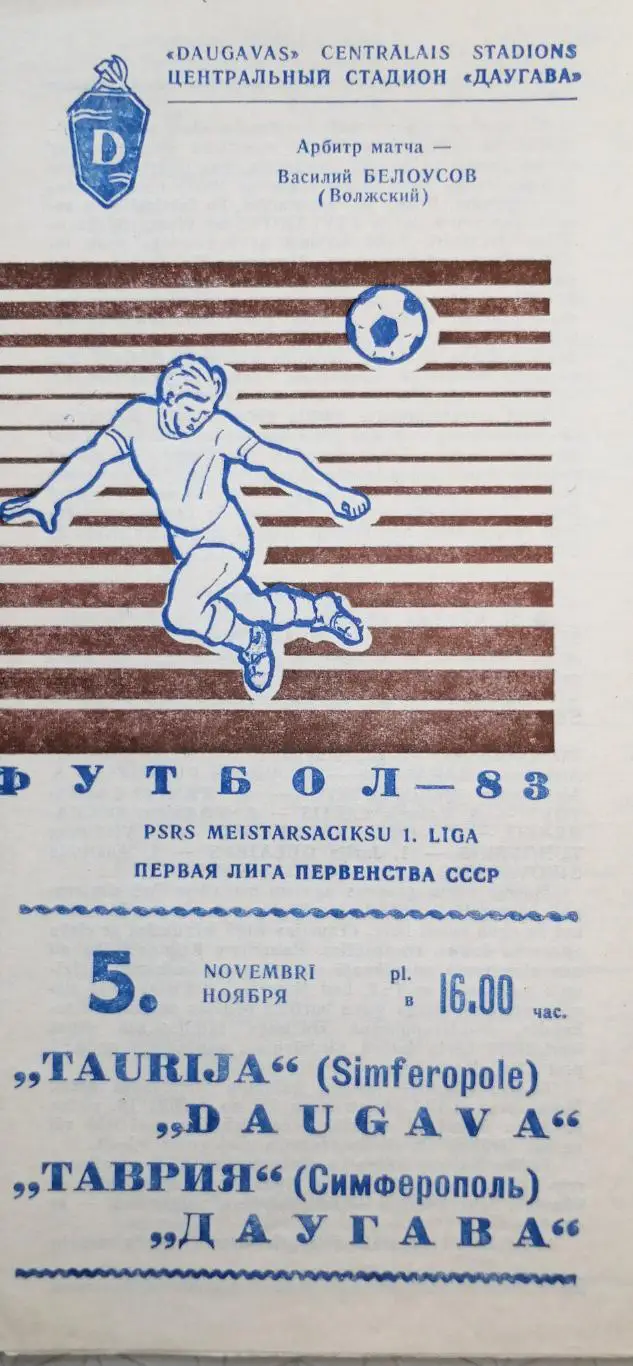 «DAUGAVAS» CENTRĀLAIS STADIONS
ЦЕНТРАЛЬНЫЙ СТАДИОН «ДАУГАВА»
D
Арбитр матча —
Василий БЕЛОУСОВ
(Волжский)
ФУТБОЛ — 83
PSRS MEISTARSACIKSU 1. LIGA
ПЕРВАЯ ЛИГА ПЕРВЕНСТВА СССР
5. NOVEMBRĪ pl. 16.00
НОЯБРЯ в час.
„TAURIJA“ (Simferopole)
„DAUGAVA“
„ТАВРИЯ“ (Симферополь)
„ДАУГАВА“